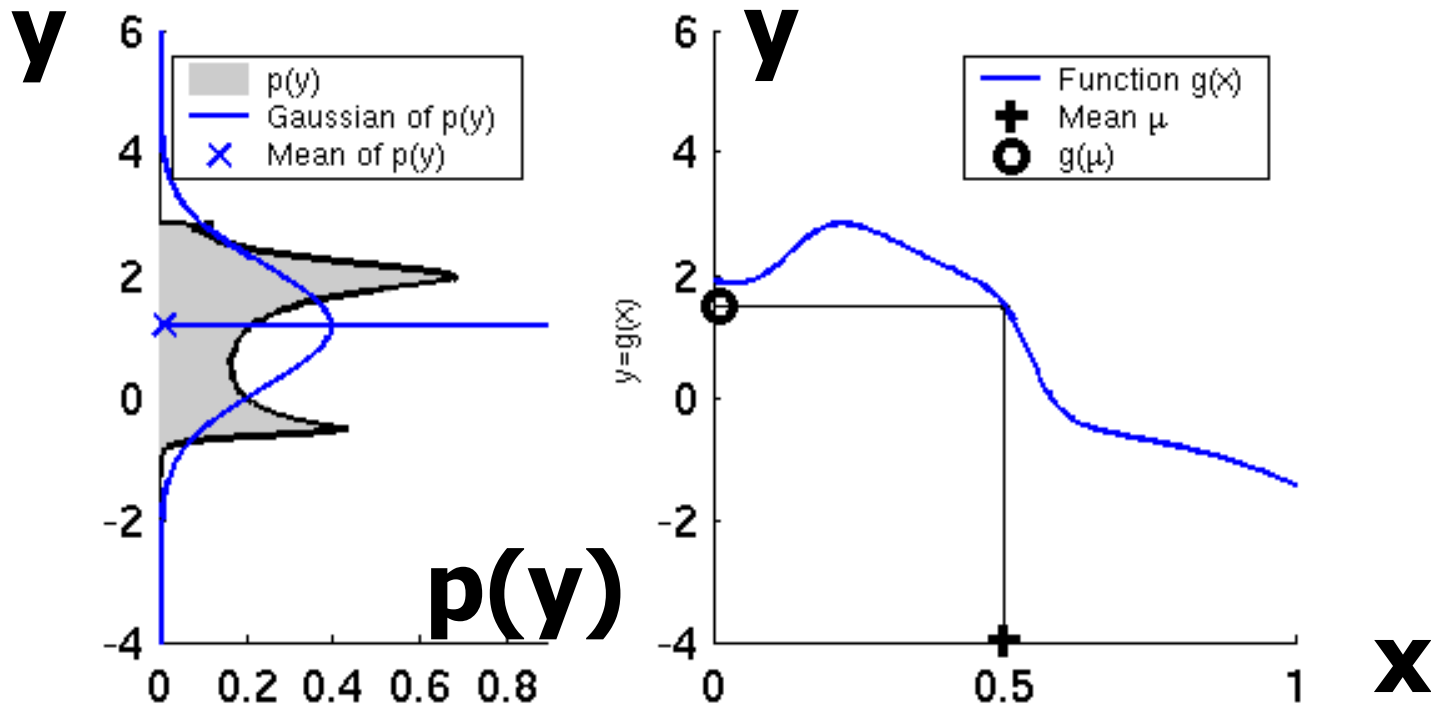 y
6
4
2
0
-2
-4
p(y)
Gaussian of p(y)
Mean of p(y)
0 0.2 0.4 0.6 0.8
p(y)
y
6
4
2
0
-2
-4
y=g(x)
Function g(x)
Mean μ
g(μ)
0 0.5 1
x